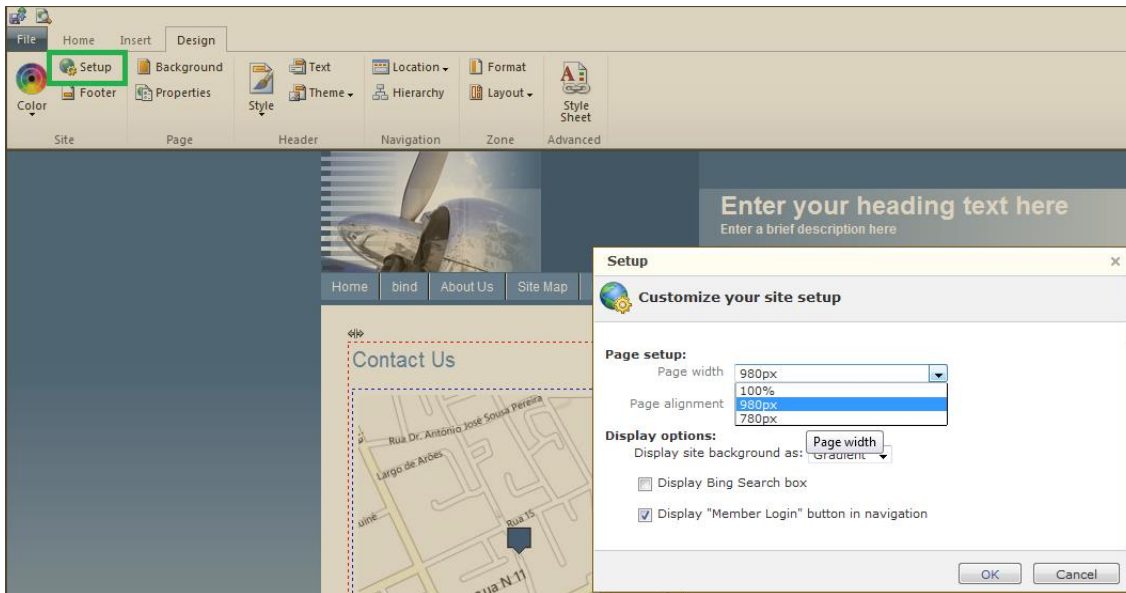 File Home Insert Design
Setup Background Text Location Format
Color Footer Properties Style Theme Hierarchy Layout Style Sheet
Site Page Header Navigation Zone Advanced
Enter your heading text here
Enter a brief description here
Home bind About Us Site Map
Contact Us
Rua Dr. António José Sousa Pereira
Largo de Arões
Rua 15
Rua N.11
Setup
Customize your site setup
Page setup:
Page width 980px
100%
Page alignment 980px
780px
Page width
Display options:
Display site background as: Gradient
Display Bing Search box
Display "Member Login" button in navigation
OK Cancel